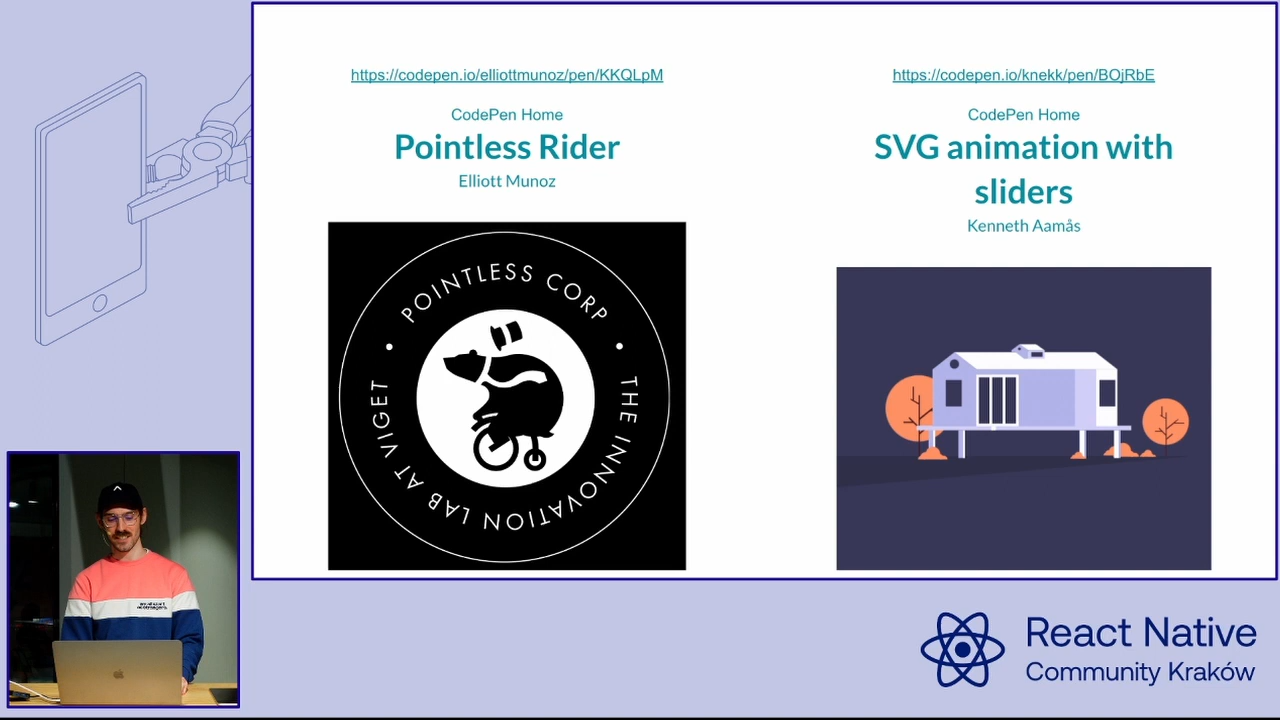 https://codepen.io/elliottmunoz/pen/KKQLpM
CodePen Home
Pointless Rider
Elliott Munoz
POINTLESS CORP • THE INNOVATION LAB AT VIGET •
https://codepen.io/knekk/pen/BOjRbE
CodePen Home
SVG animation with
sliders
Kenneth Aamås
React Native
Community Kraków